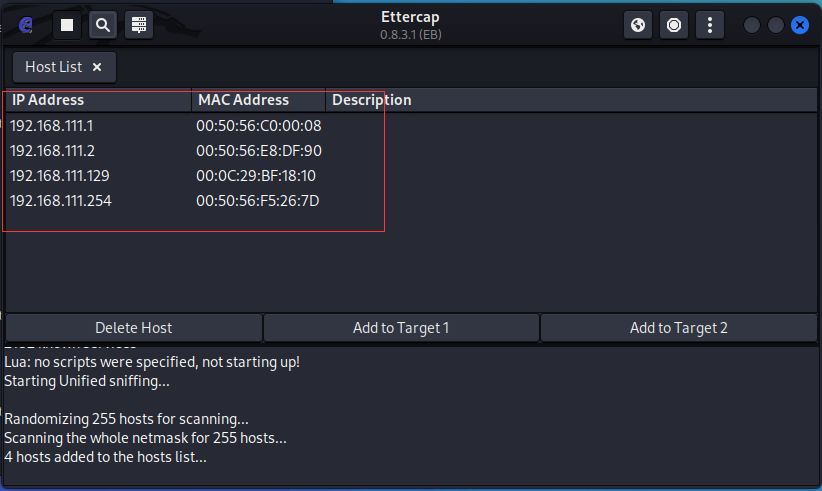 Ettercap
0.8.3.1 (EB)
Host List ×
IP Address MAC Address Description
192.168.111.1 00:50:56:C0:00:08
192.168.111.2 00:50:56:E8:DF:90
192.168.111.129 00:0C:29:BF:18:10
192.168.111.254 00:50:56:F5:26:7D
Delete Host Add to Target 1 Add to Target 2
Lua: no scripts were specified, not starting up!
Starting Unified sniffing...
Randomizing 255 hosts for scanning...
Scanning the whole netmask for 255 hosts...
4 hosts added to the hosts list...